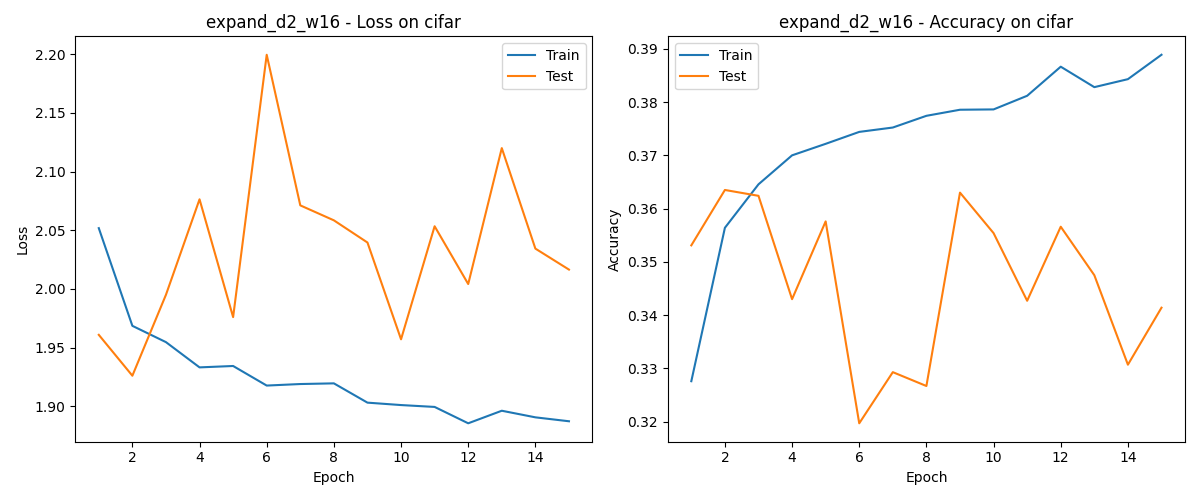 expand_d2_w16 - Loss on cifar
Train
Test
2.20
2.15
2.10
2.05
2.00
1.95
1.90
Loss
2 4 6 8 10 12 14
Epoch
expand_d2_w16 - Accuracy on cifar
Train
Test
0.39
0.38
0.37
0.36
0.35
0.34
0.33
0.32
Accuracy
2 4 6 8 10 12 14
Epoch